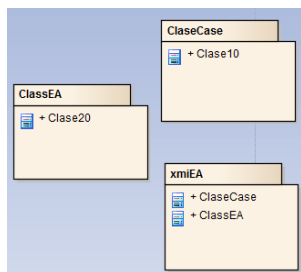 ClaseCase
+ Clase10
ClassEA
+ Clase20
xmiEA
+ ClaseCase
+ ClassEA